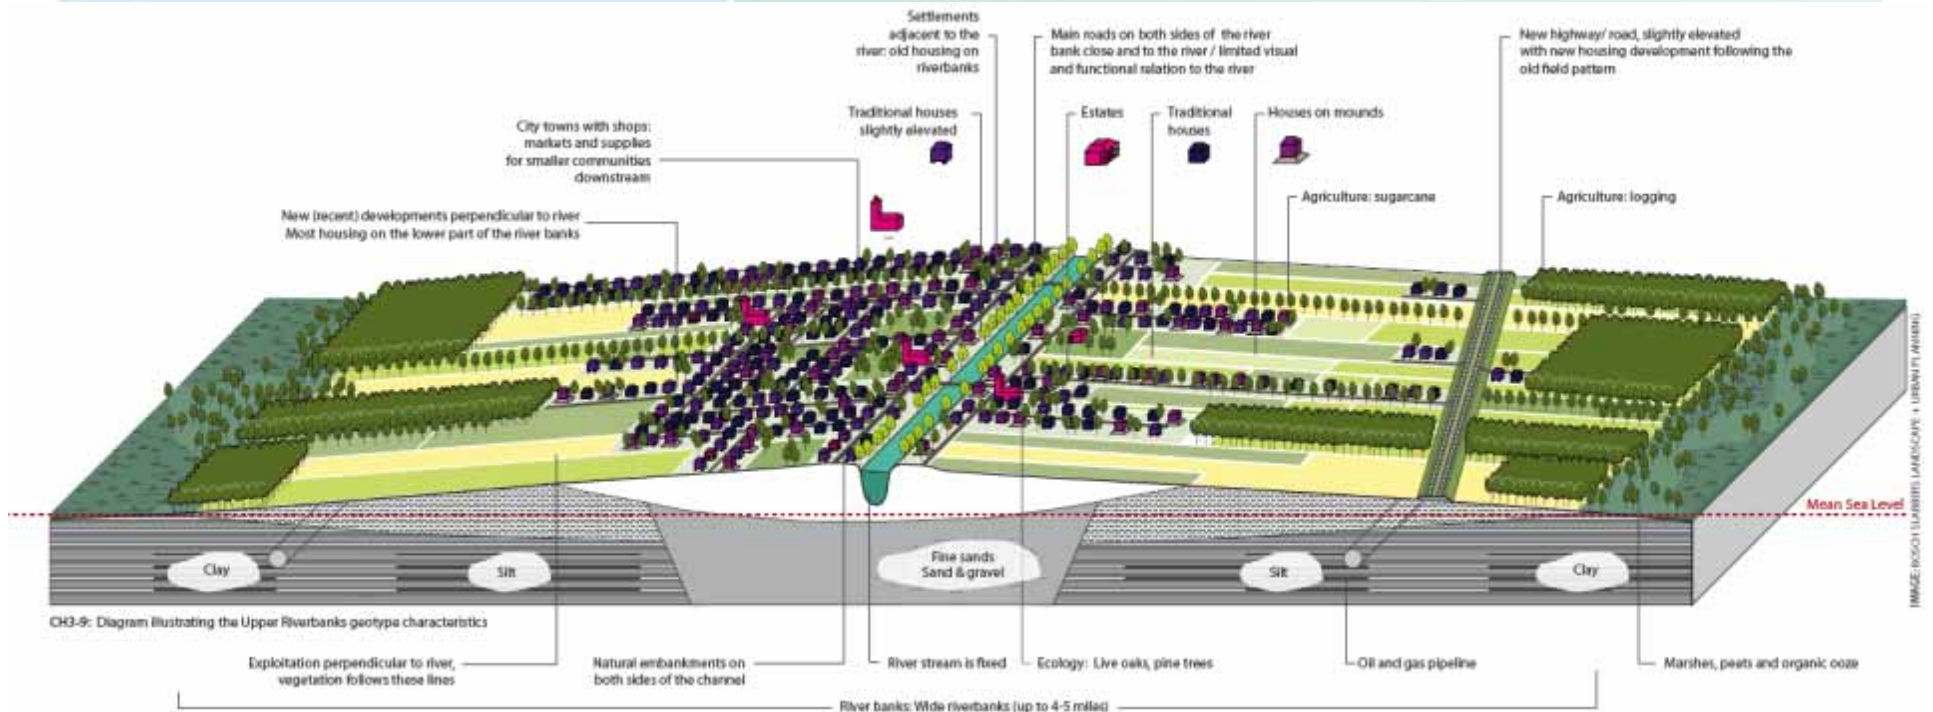 Settlements
adjacent to the
river: old housing on
riverbanks
Main roads on both sides of the river
bank close and to the river / limited visual
and functional relation to the river
New highway/ road, slightly elevated
with new housing development following the
old field pattern
City towns with shops:
markets and supplies
for smaller communities
downstream
Traditional houses
slightly elevated
Estates
Traditional
houses
Houses on mounds
New (recent) developments perpendicular to river
Most housing on the lower part of the river banks
Agriculture: sugarcane
Agriculture: logging
Mean Sea Level
Clay
Silt
Fine sands
Sand & gravel
Silt
Clay
CH3-9: Diagram illustrating the Upper Riverbanks geotype characteristics
Exploitation perpendicular to river,
vegetation follows these lines
Natural embankments on
both sides of the channel
River stream is fixed
Ecology: Live oaks, pine trees
Oil and gas pipeline
Marshes, peats and organic ooze
River banks: Wide riverbanks (up to 4-5 miles)
IMAGE: BOSCH SLABBERS LANDSCAPE + URBAN PLANNING